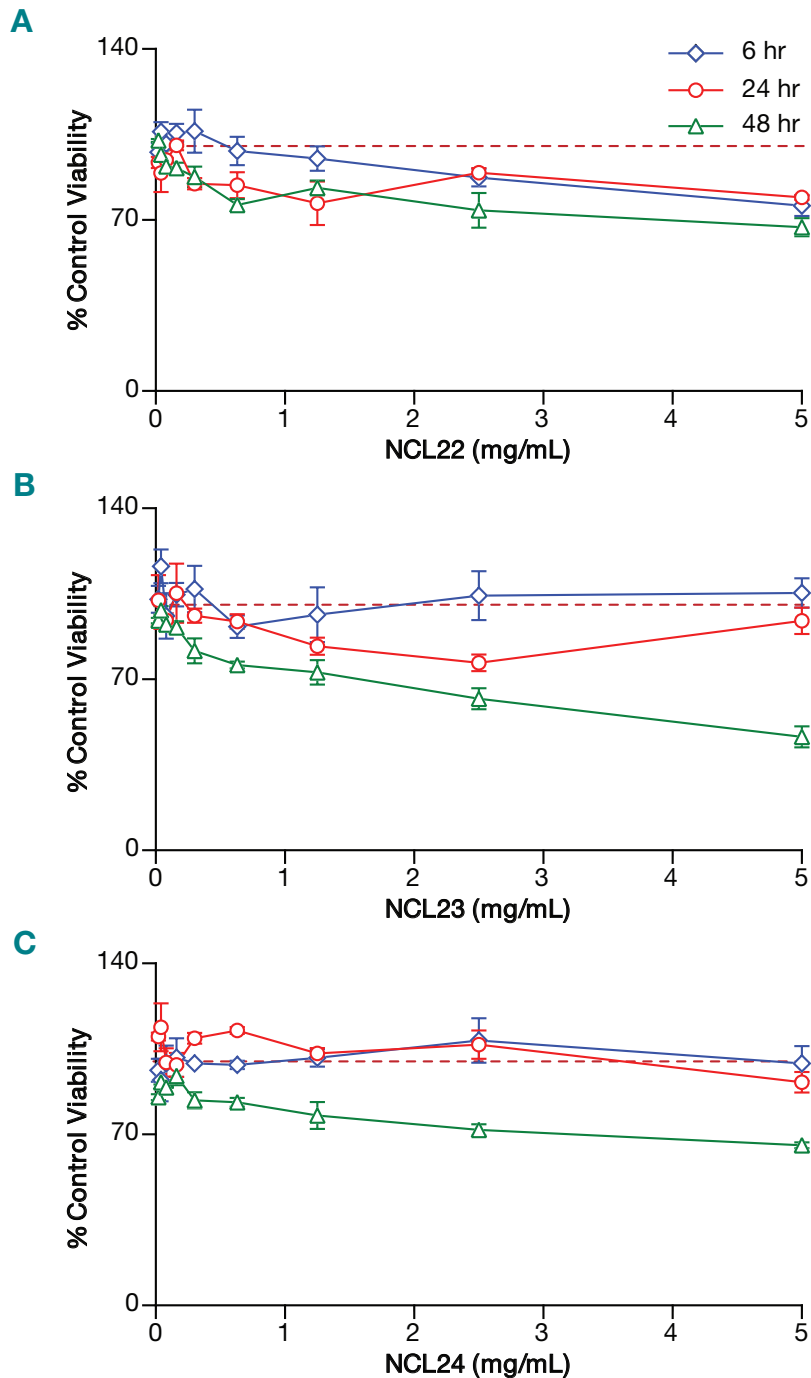 A
140
6 hr
24 hr
48 hr
70
0
% Control Viability
0 1 2 3 4 5
NCL22 (mg/mL)
B
140
70
0
% Control Viability
0 1 2 3 4 5
NCL23 (mg/mL)
C
140
70
0
% Control Viability
0 1 2 3 4 5
NCL24 (mg/mL)